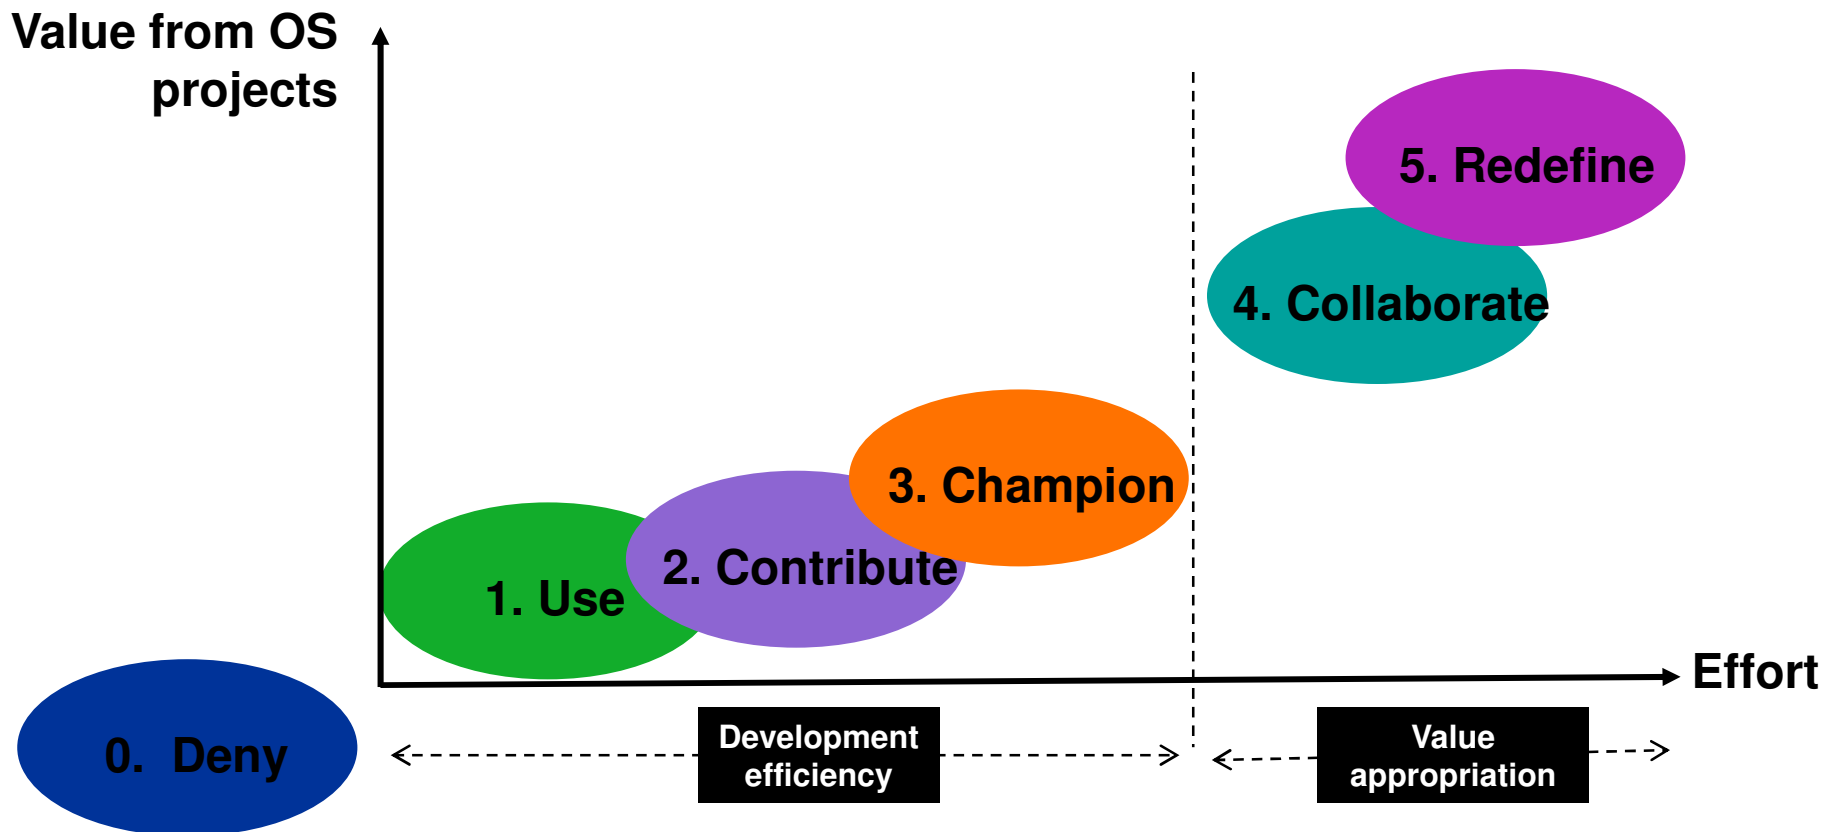 Value from OS
projects
5. Redefine
4. Collaborate
3. Champion
2. Contribute
1. Use
Effort
0. Deny
Development
efficiency
Value
appropriation